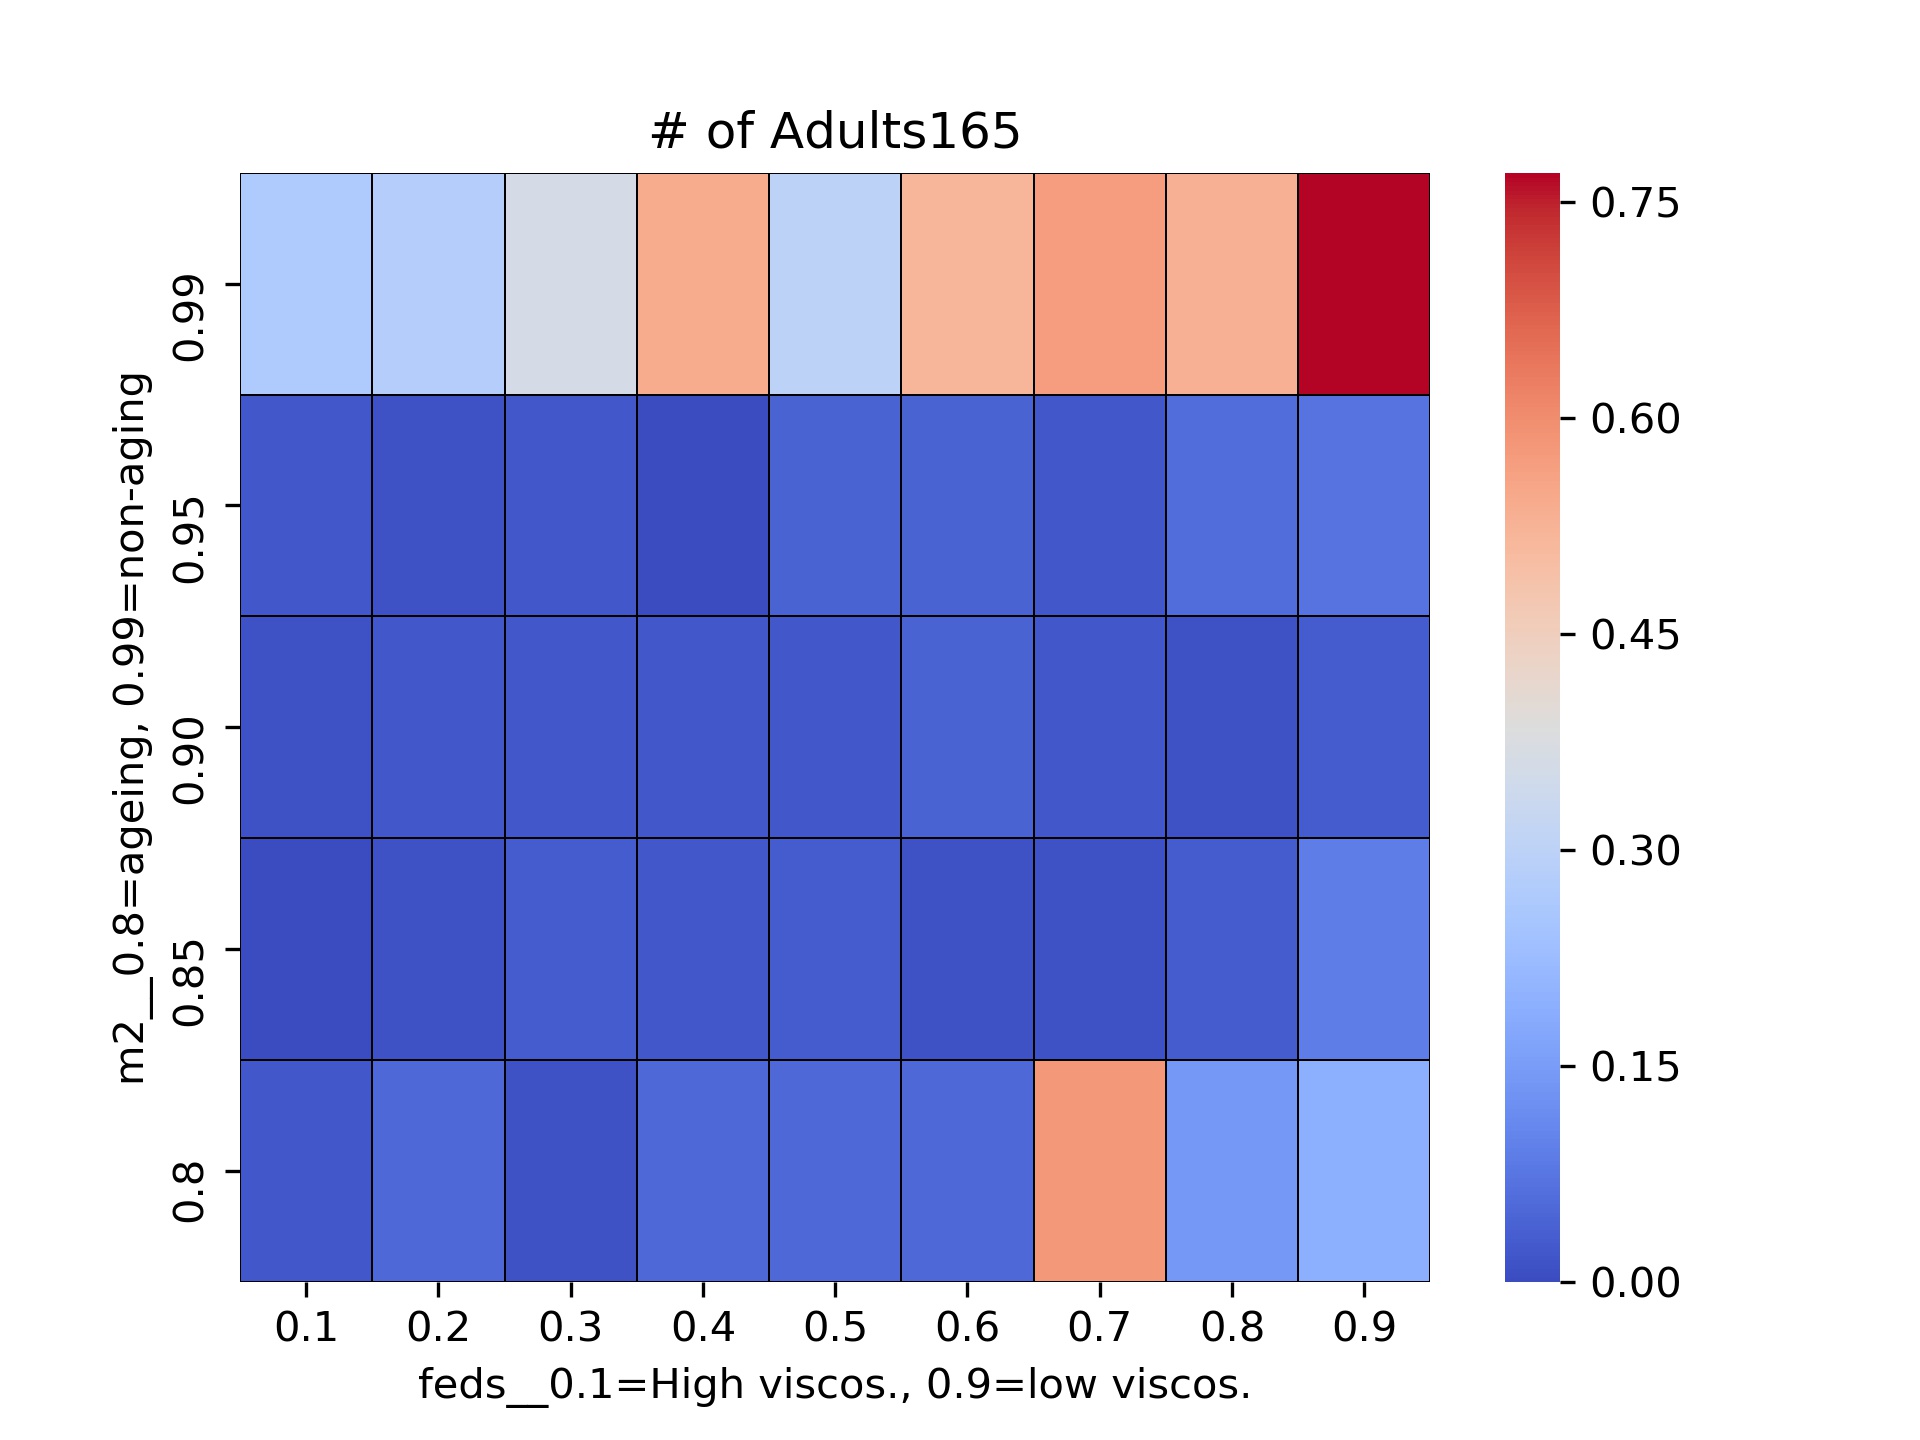 # of Adults165
m2__0.8=ageing, 0.99=non-aging
0.99
0.95
0.90
0.85
0.8
0.1 0.2 0.3 0.4 0.5 0.6 0.7 0.8 0.9
feds__0.1=High viscos., 0.9=low viscos.
0.75
0.60
0.45
0.30
0.15
0.00